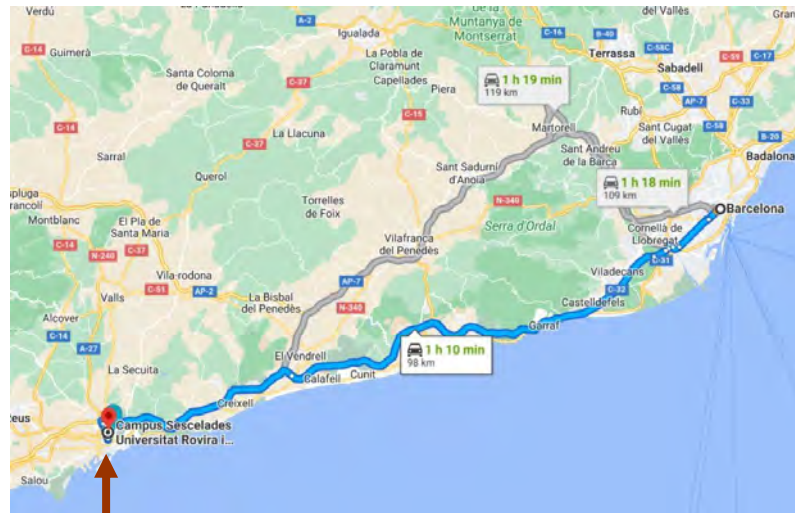 Verdú
del Vallès
Muntanya de
Montserrat
A-2
C-16
B-40
Gran
Igualada
C-14
Guimerà
La Pobla de
Claramunt
Terrassa
C-58C
C-59
C-17
Sabadell
Santa Coloma
de Queralt
C-37
Capellades
Piera
1 h 19 min
119 km
C-58
AP-7
C-33
C-14
C-15
Rubí
La Llacuna
C-37
Martorell
Sant Cugat
del Vallès
C-58
B-20
Sarral
Sant Andreu
de la Barca
Badalona
Querol
Sant Sadurní
d'Anoia
1 h 18 min
109 km
Torrelles
de Foix
N-340
Barcelona
Montblanc
El Pla de
Santa Maria
Serra d'Ordal
Cornellà de
Llobregat
C-14
N-240
C-37
Vilafranca
del Penedès
C-31
Vila-rodona
Viladecans
C-51
AP-2
AP-7
C-32
Valls
La Bisbal
del Penedès
N-340
Castelldefels
Alcover
C-14
A-27
Garraf
La Secuita
El Vendrell
1 h 10 min
98 km
Calafell
Cunit
Creixell
Reus
Campus Sescelades
Universitat Rovira i...
Salou